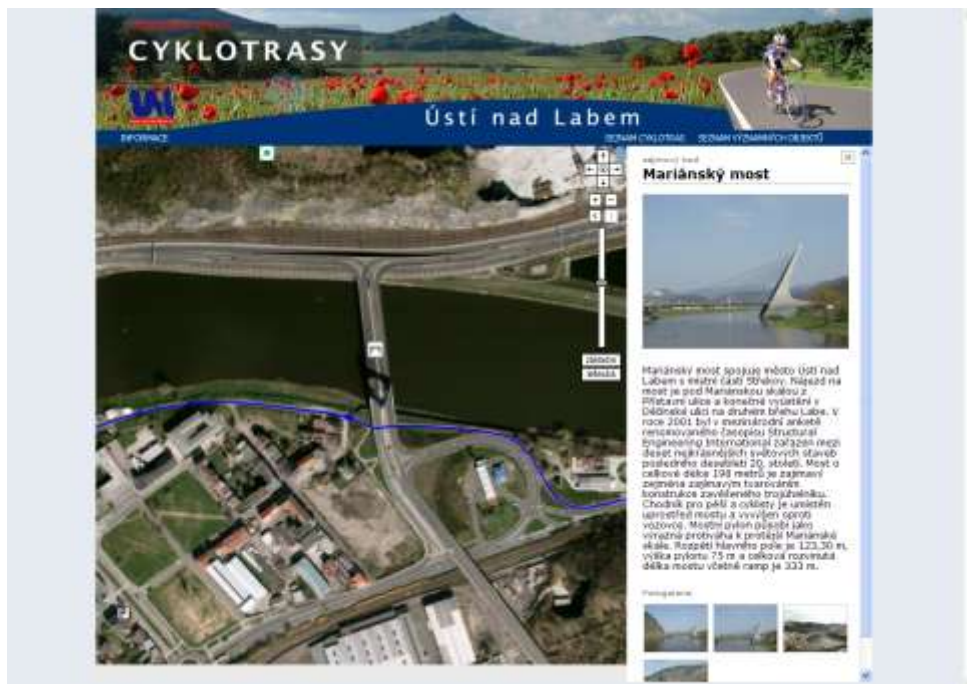 CYKLOTRASY
Ústí nad Labem
INFORMACE
SEZNAM CYKLOTRAS SEZNAM VÝZNAMNÝCH OBJEKTŮ
zajímavý bod
Mariánský most
Mariánský most spojuje město Ústí nad
Labem s místní částí Střekov. Nájezd na
most je pod Mariánskou skálou z
Přístavní ulice a konečné vyústění v
Děčínské ulici na druhém břehu Labe. V
roce 2001 byl v mezinárodní anketě
renomovaného časopisu Structural
Engineering International zařazen mezi
deset nejkrásnějších světových staveb
posledního desetiletí 20. století. Most o
celkové délce 198 metrů je zajímavý
zejména zajímavým tvarováním
konstrukce zavěšeného trojúhelníku.
Chodník pro pěší a cyklisty je umístěn
uprostřed mostu a vyvýšen oproti
vozovce. Mostní pylon působí jako
výrazná protiváha k protější Mariánské
skále. Rozpětí hlavního pole je 123,30 m,
výška pylonu 75 m a celková rozvinutá
délka mostu včetně ramp je 333 m.
Fotogalerie